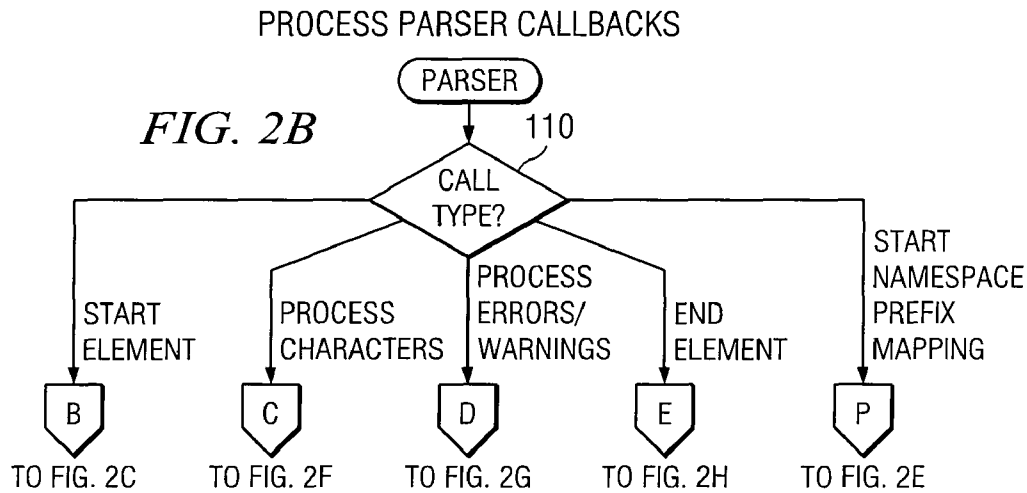 PROCESS PARSER CALLBACKS
PARSER
FIG. 2B
110
CALL
TYPE?
START
ELEMENT
PROCESS
CHARACTERS
PROCESS
ERRORS/
WARNINGS
END
ELEMENT
START
NAMESPACE
PREFIX
MAPPING
B
C
D
E
P
TO FIG. 2C
TO FIG. 2F
TO FIG. 2G
TO FIG. 2H
TO FIG. 2E